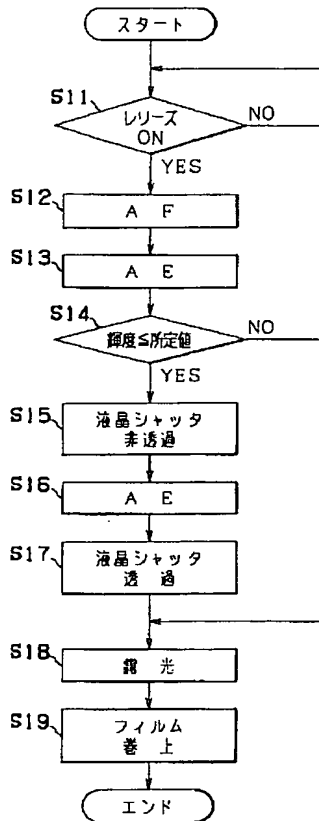 スタート
S11
レリーズ
ON
NO
YES
S12
A F
S13
A E
S14
輝度≦所定値
NO
YES
S15
液晶シャッタ
非透過
S16
A E
S17
液晶シャッタ
透過
S18
露光
S19
フィルム
巻上
エンド